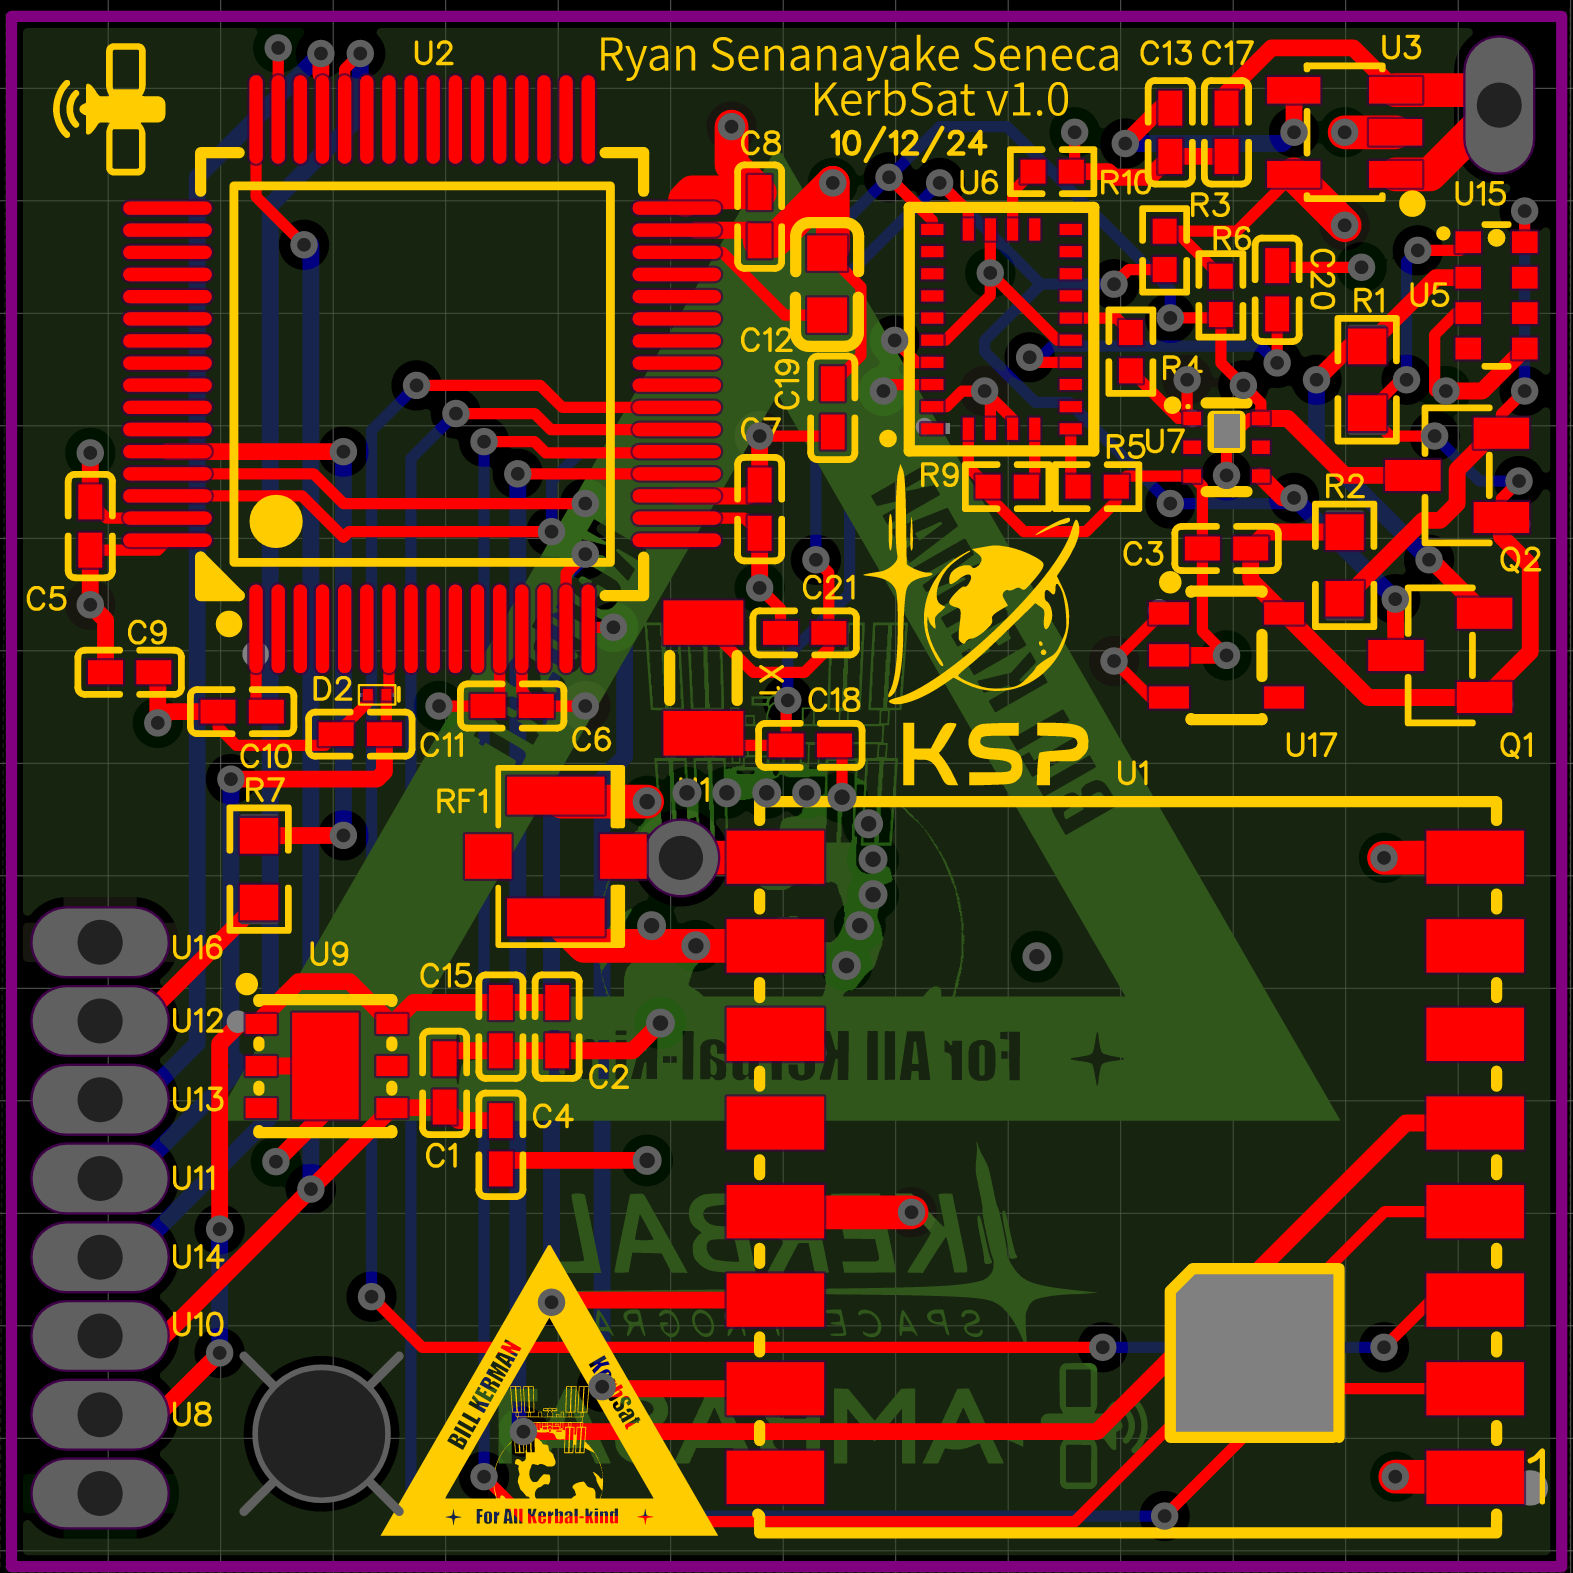 U2
Ryan Senanayake Seneca
KerbSat v1.0
10/12/24
C13 C17
U3
C8
U6
R10
R3
U15
R6
C20
R1
U5
C12
C19
R4
C7
U7
R5
R9
R2
C3
Q2
C5
C9
C21
D2
X1
C18
C10
C11
C6
KSP
U1
U17
Q1
R7
RF1
U16
U9
C15
U12
C2
U13
C4
C1
For All Kerbal-kind
U11
KERBAL
SPACE PROGRA
U14
U10
U8
BILL KERMAN
KerbSat
For All Kerbal-kind
1